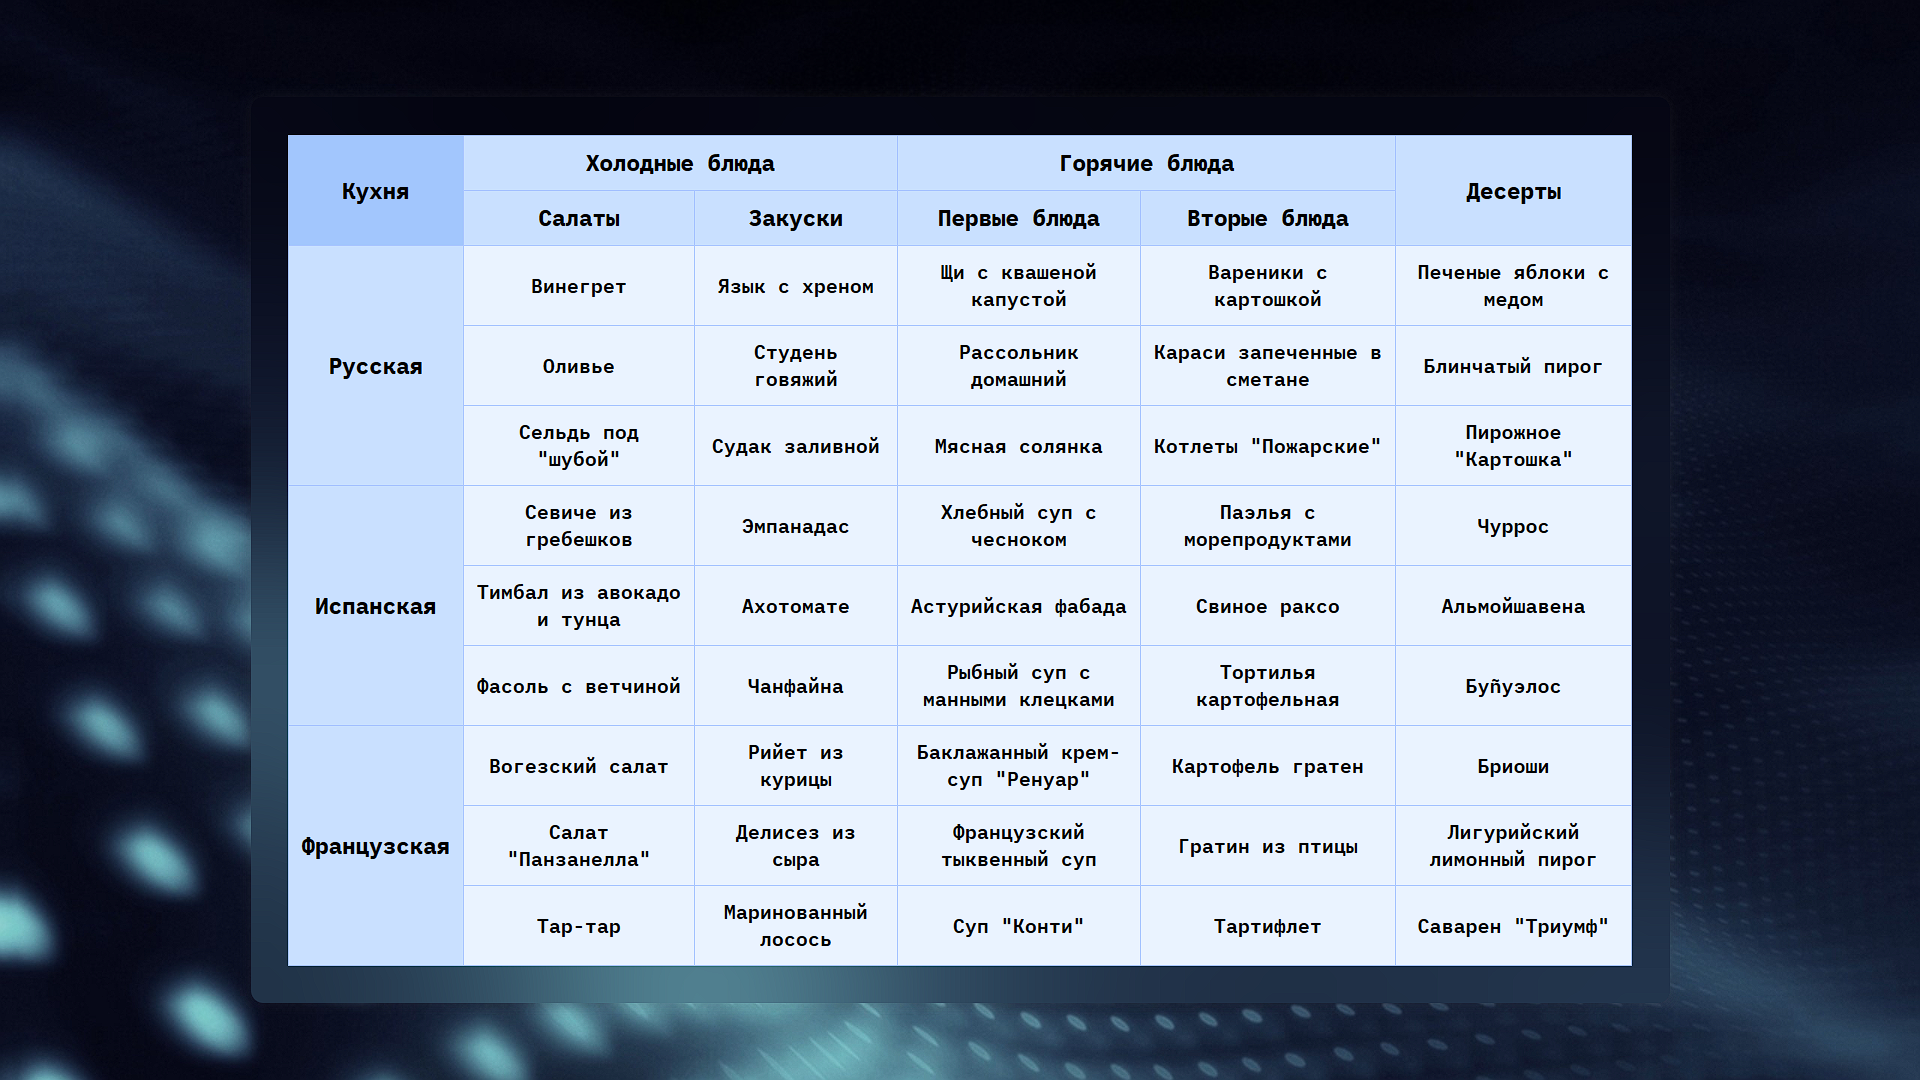 Кухня
Холодные блюда
Горячие блюда
Десерты
Салаты
Закуски
Первые блюда
Вторые блюда
Русская
Винегрет
Язык с хреном
Щи с квашеной
капустой
Вареники с
картошкой
Печеные яблоки с
медом
Оливье
Студень
говяжий
Рассольник
домашний
Караси запеченные в
сметане
Блинчатый пирог
Сельдь под
"шубой"
Судак заливной
Мясная солянка
Котлеты "Пожарские"
Пирожное
"Картошка"
Испанская
Севиче из
гребешков
Эмпанадас
Хлебный суп с
чесноком
Паэлья с
морепродуктами
Чуррос
Тимбал из авокадо
и тунца
Ахотомате
Астурийская фабада
Свиное раксо
Альмойшавена
Фасоль с ветчиной
Чанфайна
Рыбный суп с
манными клецками
Тортилья
картофельная
Буñуэлос
Французская
Вогезский салат
Рийет из
курицы
Баклажанный крем-
суп "Ренуар"
Картофель гратен
Бриоши
Салат
"Панзанелла"
Делисез из
сыра
Французский
тыквенный суп
Гратин из птицы
Лигурийский
лимонный пирог
Тар-тар
Маринованный
лосось
Суп "Конти"
Тартифлет
Саварен "Триумф"